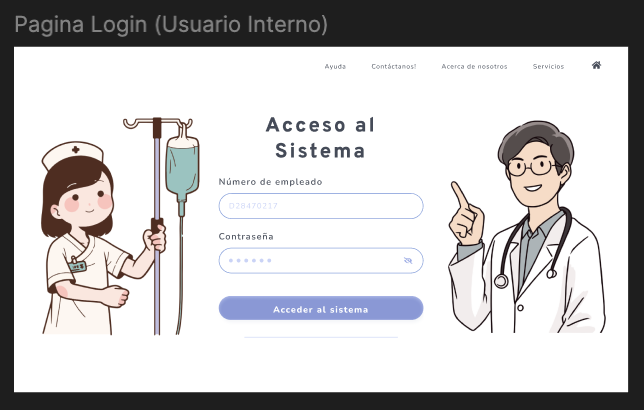 Pagina Login (Usuario Interno)
Ayuda Contáctanos! Acerca de nosotros Servicios
Acceso al
Sistema
Número de empleado
D28470217
Contraseña
Acceder al sistema